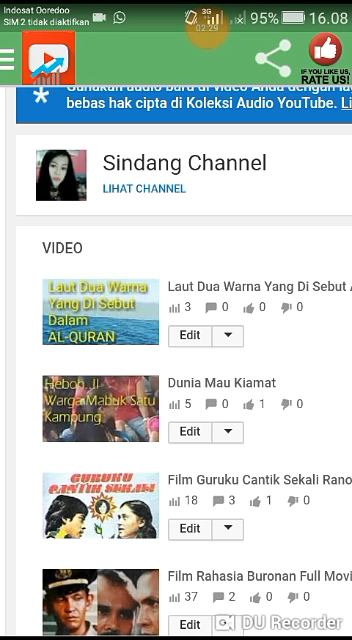 Indosat Ooredoo
SIM 2 tidak diaktifkan
3G
95%
16.08
02:29
IF YOU LIKE US,
RATE US!
bebas hak cipta di Koleksi Audio YouTube.
Sindang Channel
LIHAT CHANNEL
VIDEO
Laut Dua Warna
Yang Di Sebut
Dalam
AL-QURAN
Laut Dua Warna Yang Di Sebut
3 0 0 0
Edit
Heboh..!!
Warga Mabuk Satu
Kampung
Dunia Mau Kiamat
5 0 1 0
Edit
GURUKU
CANTIK SEKALI
Film Guruku Cantik Sekali Rano
18 3 1 0
Edit
Film Rahasia Buronan Full Movi
37 2 0 0
Edit
DU Recorder